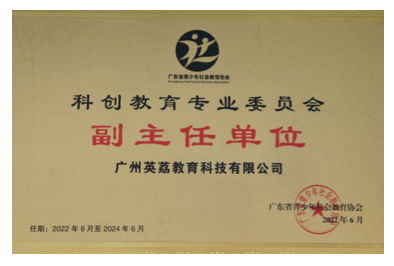 广东省青少年社会教育协会
科创教育专业委员会
副主任单位
广州英荔教育科技有限公司
广东省青少年社会教育协会
2022年6月
任期：2022年6月至2024年6月